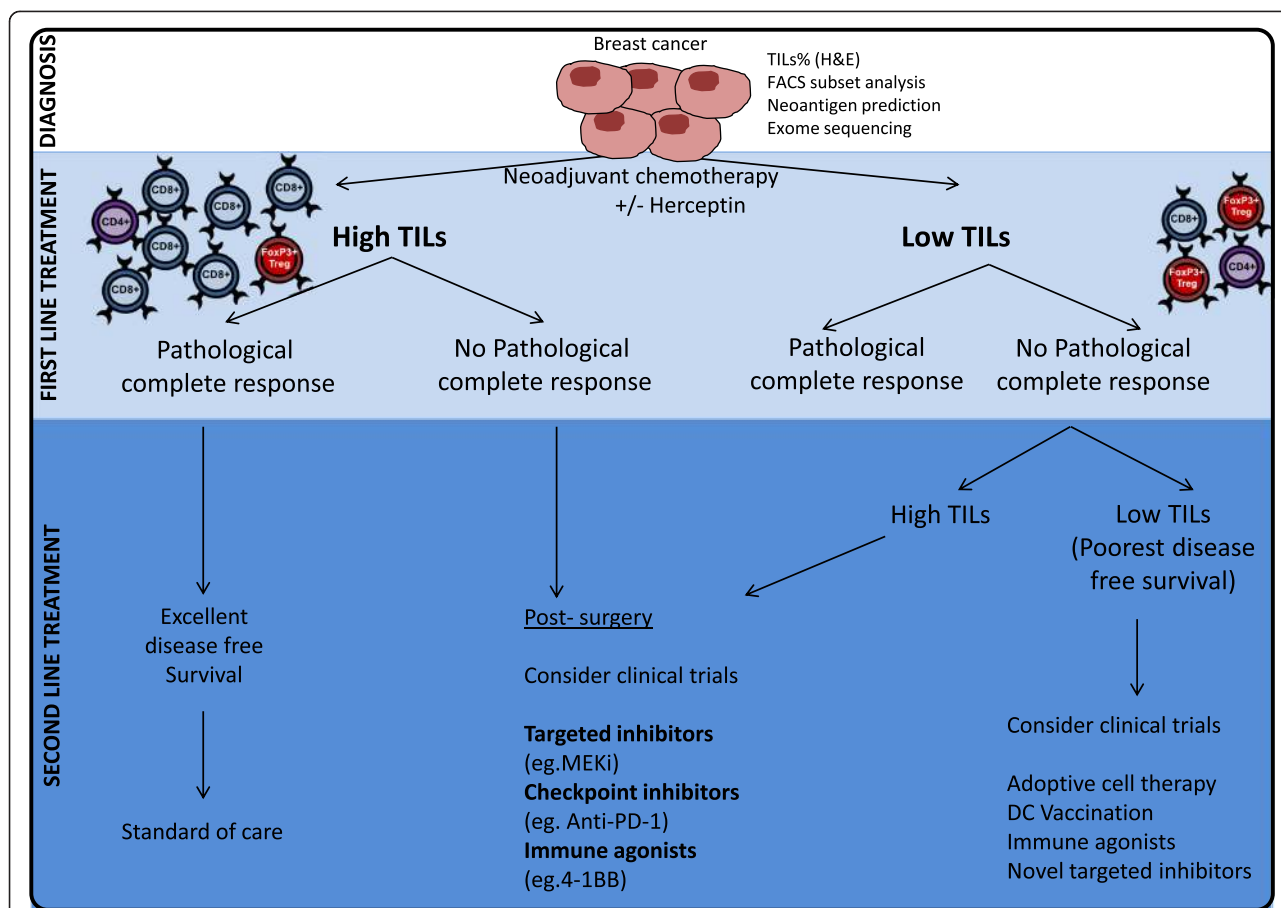 DIAGNOSIS
Breast cancer
TILs% (H&E)
FACS subset analysis
Neoantigen prediction
Exome sequencing
FIRST LINE TREATMENT
Neoadjuvant chemotherapy
+/- Herceptin
CD8+
CD8+
CD8+
CD4+
CD8+
CD8+
FoxP3+
Treg
CD8+
High TILs
Low TILs
CD8+
FoxP3+
Treg
FoxP3+
Treg
CD4+
Pathological
complete response
No Pathological
complete response
Pathological
complete response
No Pathological
complete response
SECOND LINE TREATMENT
High TILs
Low TILs
(Poorest disease
free survival)
Excellent
disease free
Survival
Standard of care
Post- surgery
Consider clinical trials
Targeted inhibitors
(eg.MEKi)
Checkpoint inhibitors
(eg. Anti-PD-1)
Immune agonists
(eg.4-1BB)
Consider clinical trials
Adoptive cell therapy
DC Vaccination
Immune agonists
Novel targeted inhibitors